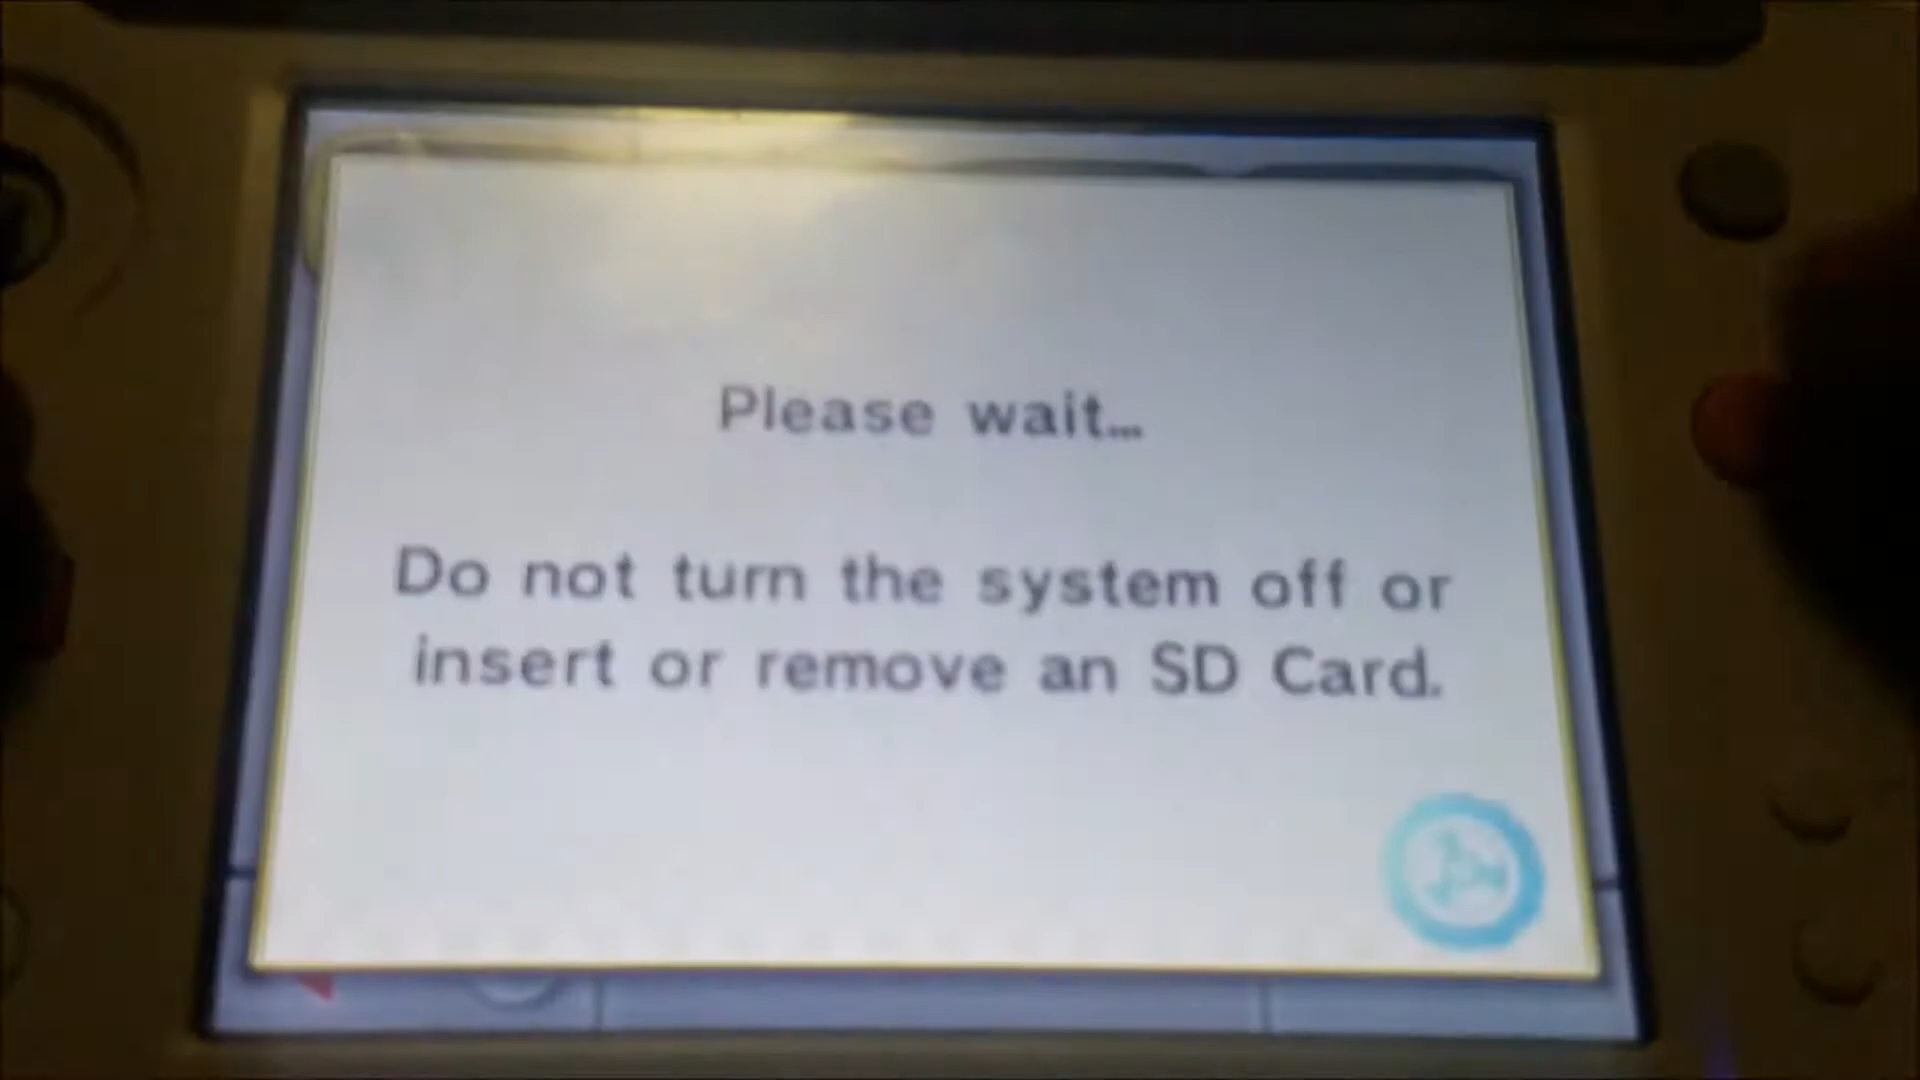 Please wait...
Do not turn the system off or
insert or remove an SD Card.